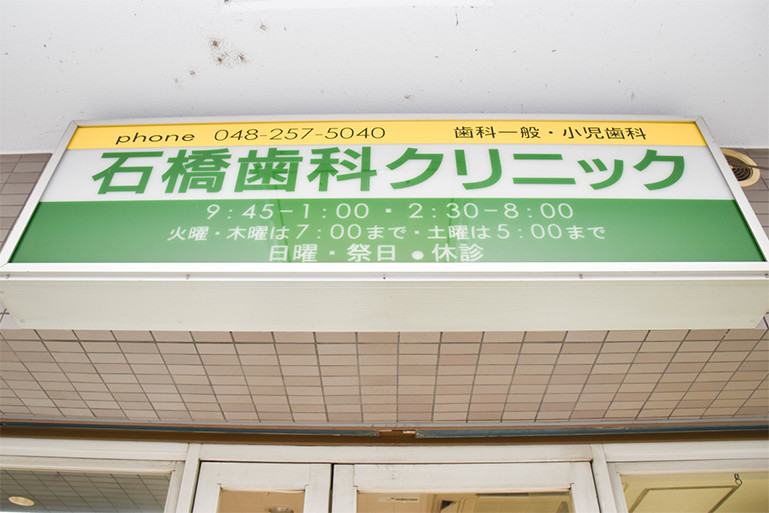 phone 048-257-5040 歯科一般・小児歯科
石橋歯科クリニック
9:45−1:00・2:30−8:00
火曜・木曜は7:00まで・土曜は5:00まで
日曜・祭日●休診